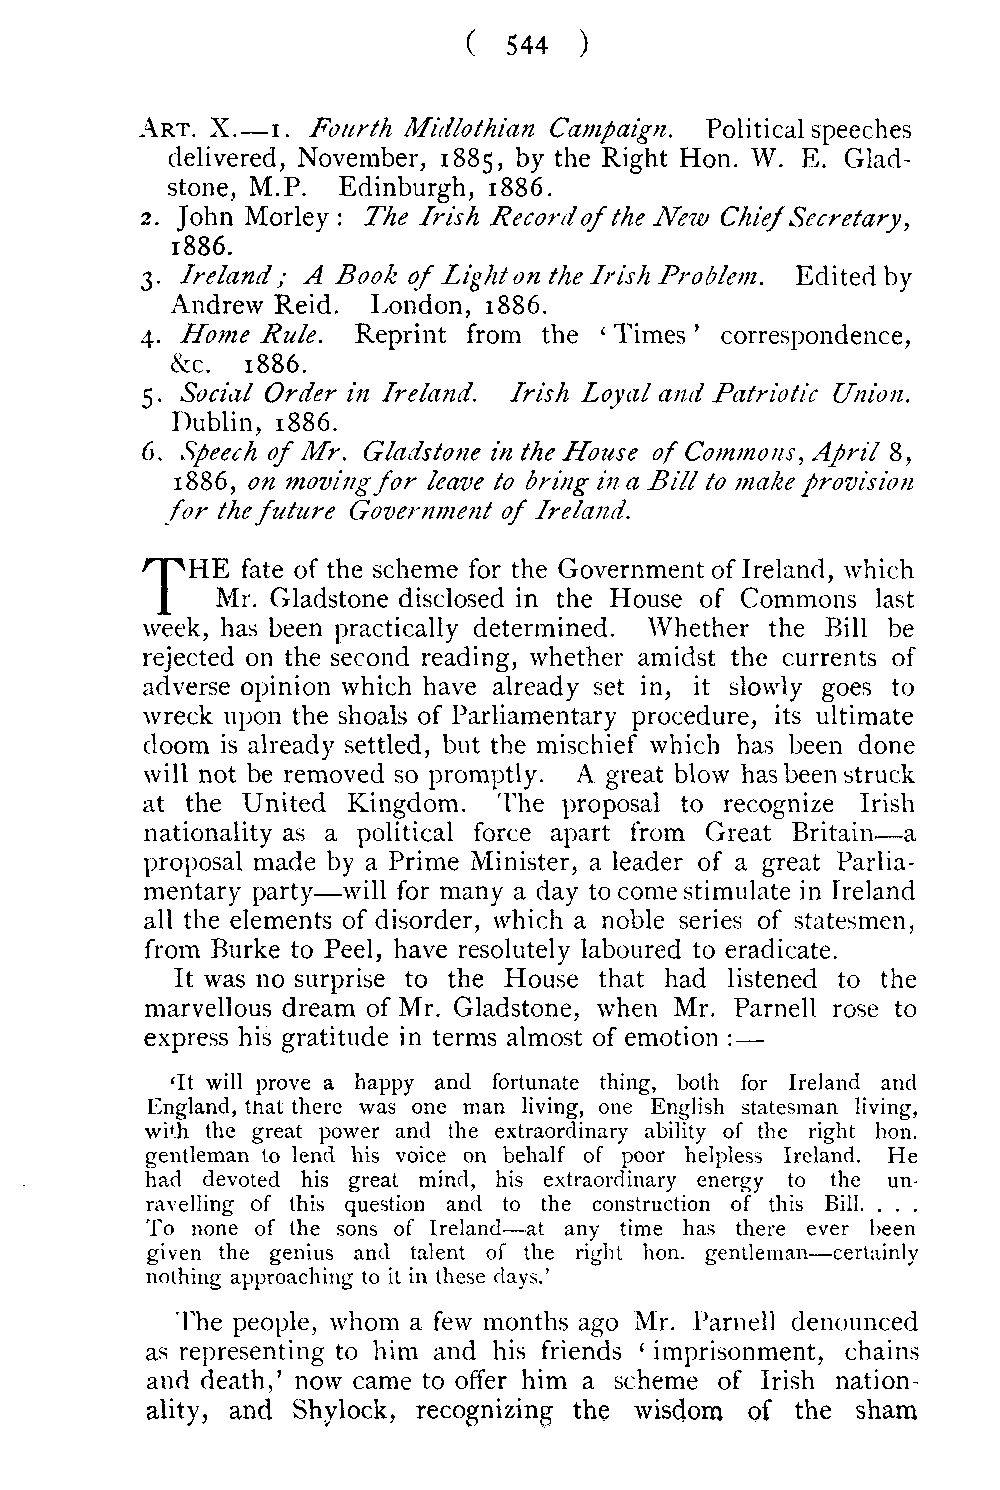 ( 544 )
ART. X.—1. Fourth Midlothian Campaign. Political speeches
delivered, November, 1885, by the Right Hon. W. E. Glad-
stone, M.P. Edinburgh, 1886.
2. John Morley : The Irish Record of the New Chief Secretary,
1886.
3. Ireland ; A Book of Light on the Irish Problem. Edited by
Andrew Reid. London, 1886.
4. Home Rule. Reprint from the ‘Times’ correspondence,
&c. 1886.
5. Social Order in Ireland. Irish Loyal and Patriotic Union.
Dublin, 1886.
6. Speech of Mr. Gladstone in the House of Commons, April 8,
1886, on moving for leave to bring in a Bill to make provision
for the future Government of Ireland.
THE fate of the scheme for the Government of Ireland, which
Mr. Gladstone disclosed in the House of Commons last
week, has been practically determined. Whether the Bill be
rejected on the second reading, whether amidst the currents of
adverse opinion which have already set in, it slowly goes to
wreck upon the shoals of Parliamentary procedure, its ultimate
doom is already settled, but the mischief which has been done
will not be removed so promptly. A great blow has been struck
at the United Kingdom. The proposal to recognize Irish
nationality as a political force apart from Great Britain—a
proposal made by a Prime Minister, a leader of a great Parlia-
mentary party—will for many a day to come stimulate in Ireland
all the elements of disorder, which a noble series of statesmen,
from Burke to Peel, have resolutely laboured to eradicate.
It was no surprise to the House that had listened to the
marvellous dream of Mr. Gladstone, when Mr. Parnell rose to
express his gratitude in terms almost of emotion :—
‘It will prove a happy and fortunate thing, both for Ireland and
England, that there was one man living, one English statesman living,
with the great power and the extraordinary ability of the right hon.
gentleman to lend his voice on behalf of poor helpless Ireland. He
had devoted his great mind, his extraordinary energy to the un-
ravelling of this question and to the construction of this Bill. . . .
To none of the sons of Ireland—at any time has there ever been
given the genius and talent of the right hon. gentleman—certainly
nothing approaching to it in these days.’
The people, whom a few months ago Mr. Parnell denounced
as representing to him and his friends ‘imprisonment, chains
and death,’ now came to offer him a scheme of Irish nation-
ality, and Shylock, recognizing the wisdom of the sham